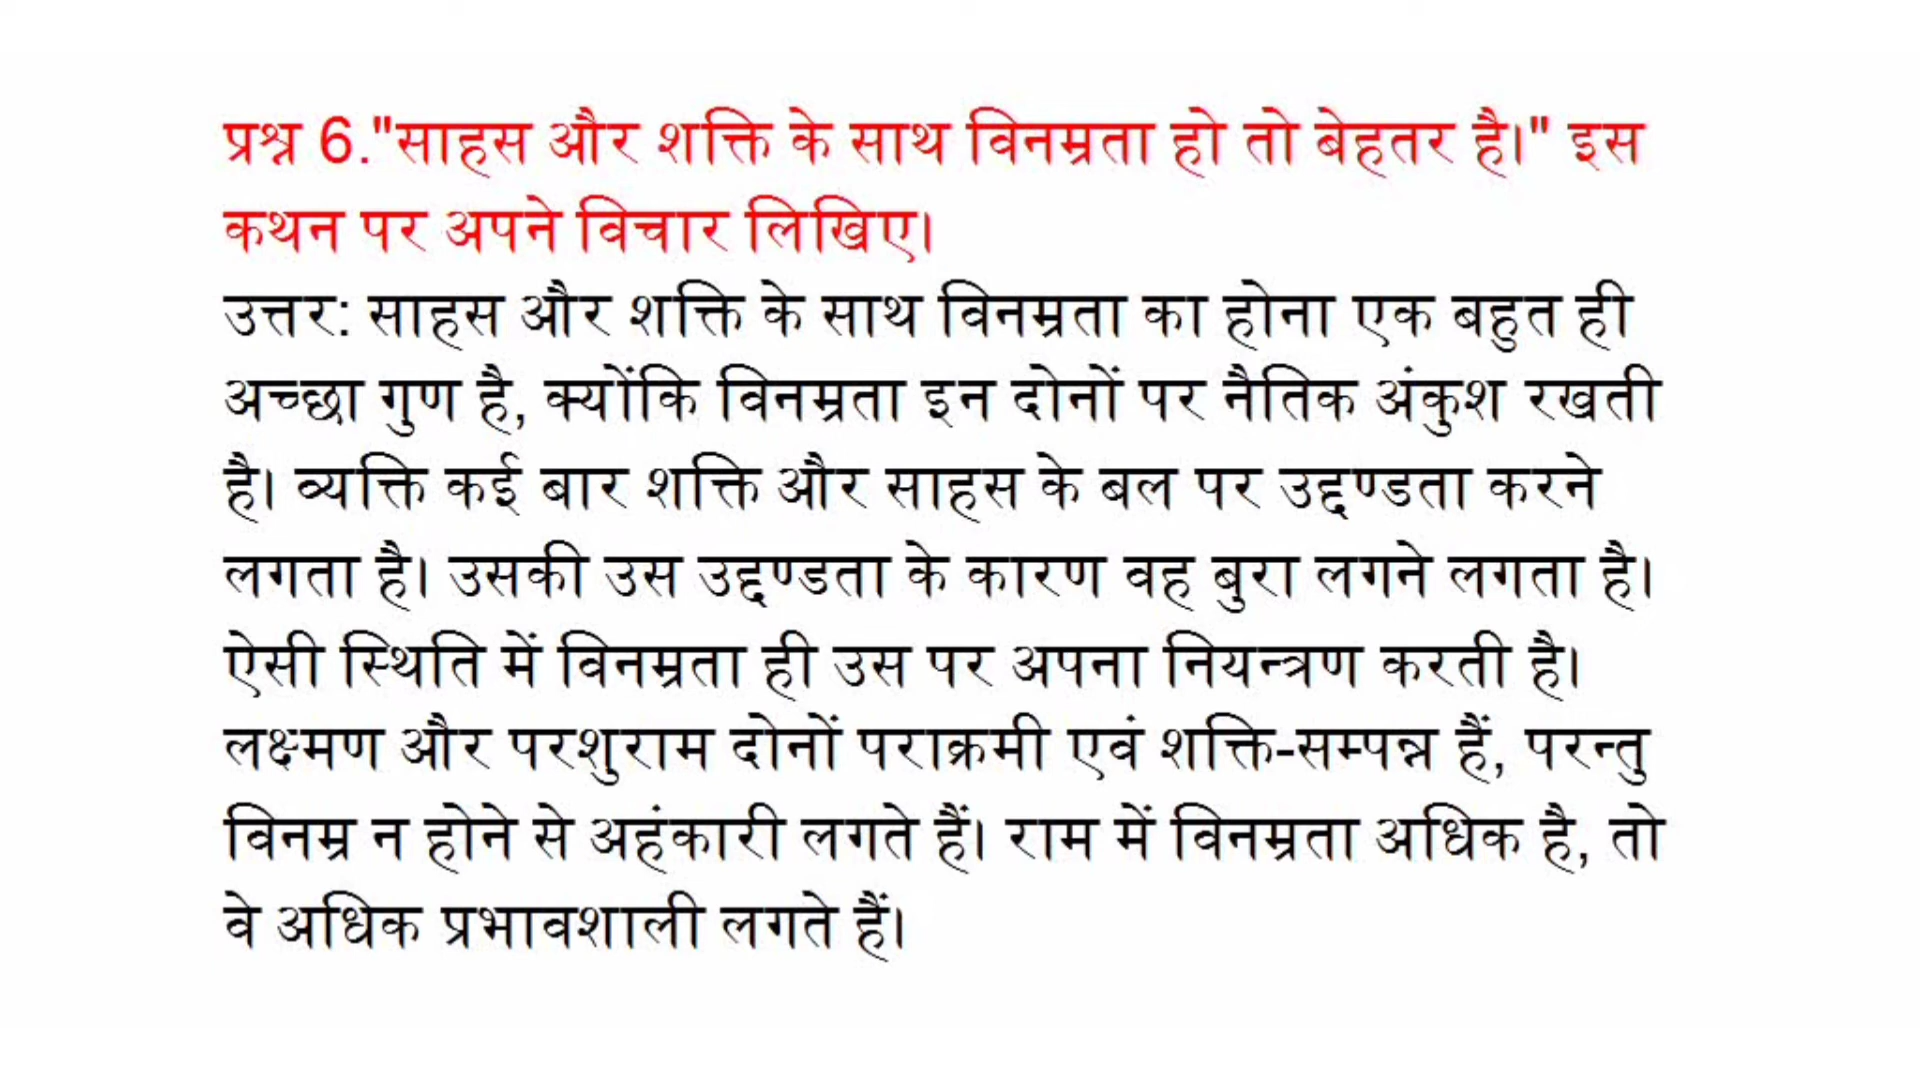 प्रश्न 6."साहस और शक्ति के साथ विनम्रता हो तो बेहतर है।" इस
कथन पर अपने विचार लिखिए।
उत्तर: साहस और शक्ति के साथ विनम्रता का होना एक बहुत ही
अच्छा गुण है, क्योंकि विनम्रता इन दोनों पर नैतिक अंकुश रखती
है। व्यक्ति कई बार शक्ति और साहस के बल पर उद्दण्डता करने
लगता है। उसकी उस उद्दण्डता के कारण वह बुरा लगने लगता है।
ऐसी स्थिति में विनम्रता ही उस पर अपना नियन्त्रण करती है।
लक्ष्मण और परशुराम दोनों पराक्रमी एवं शक्ति-सम्पन्न हैं, परन्तु
विनम्र न होने से अहंकारी लगते हैं। राम में विनम्रता अधिक है, तो
वे अधिक प्रभावशाली लगते हैं।